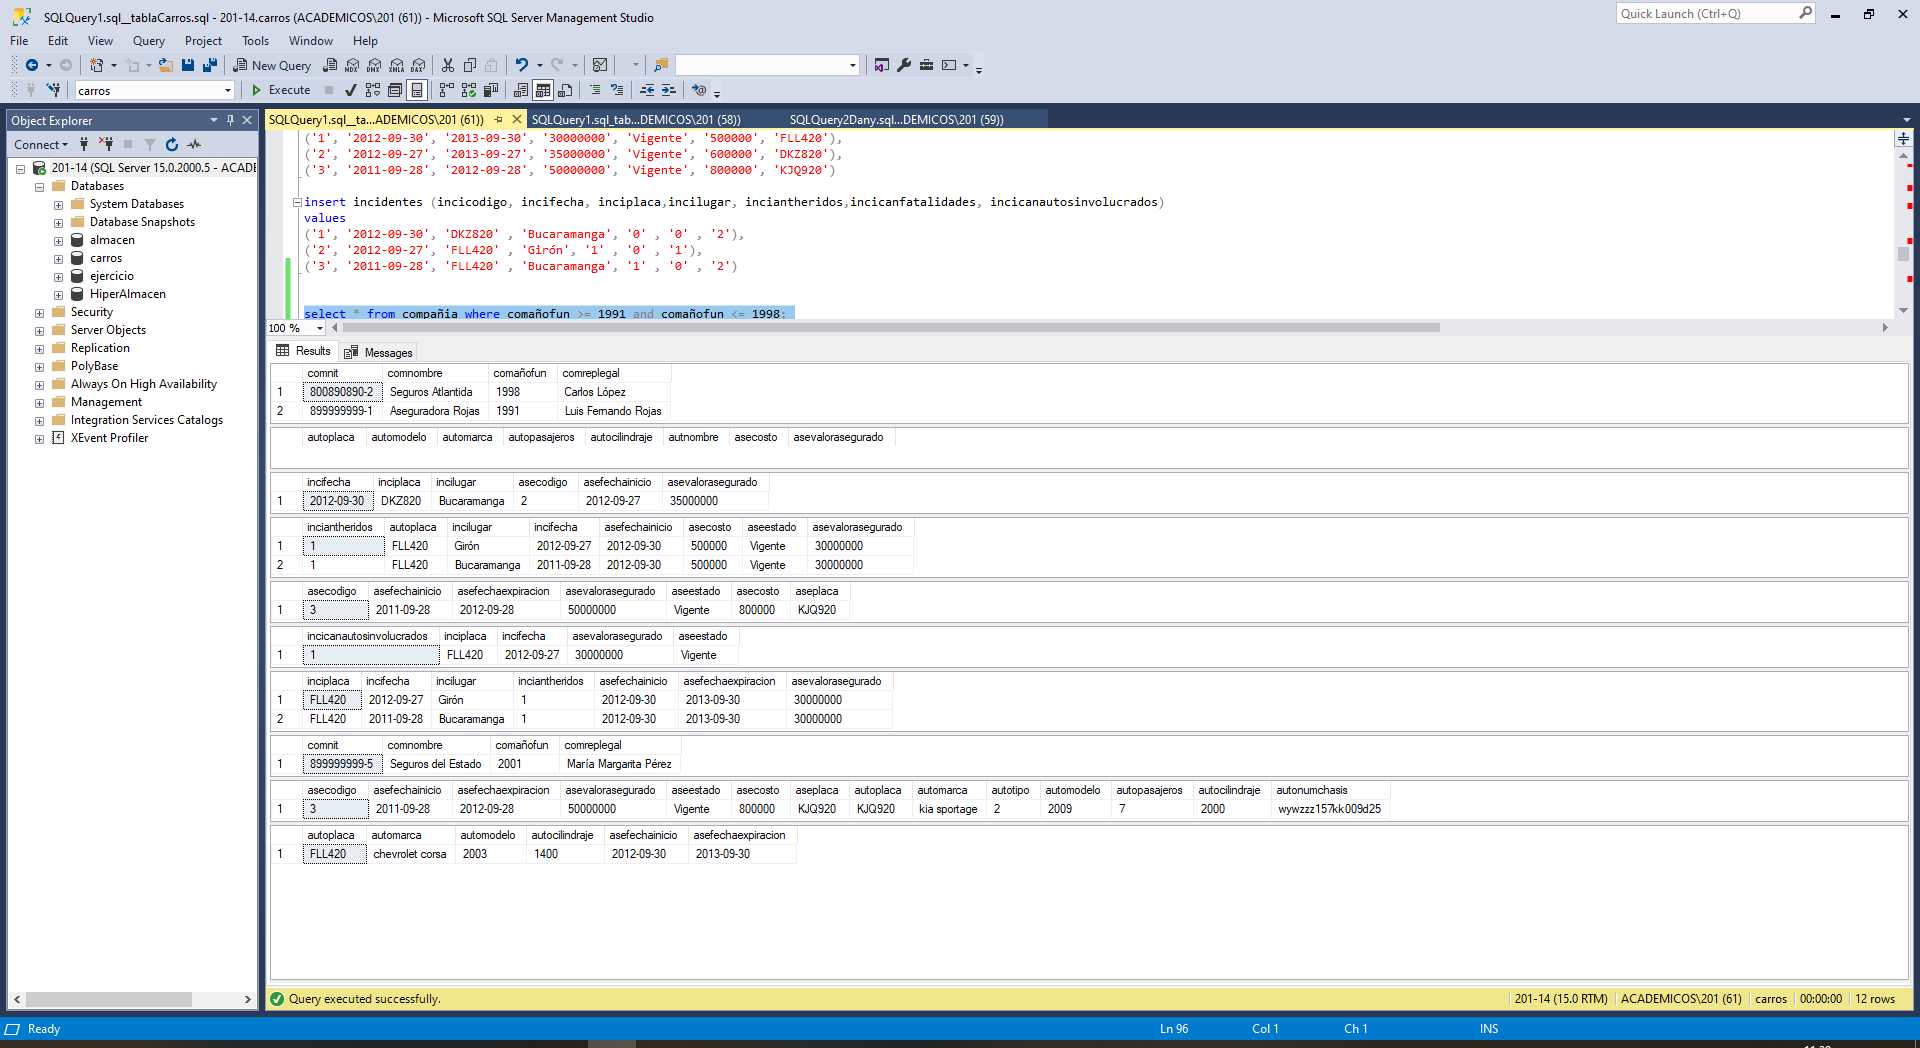 SQLQuery1.sql__tablaCarros.sql - 201-14.carros (ACADEMICOS\201 (61)) - Microsoft SQL Server Management Studio
Quick Launch (Ctrl+Q)
File Edit View Query Project Tools Window Help
New Query
MDX DMX XMLA DAX
carros
Execute
Object Explorer
SQLQuery1.sql__ta...ADEMICOS\201 (61)) SQLQuery1.sql_tab...DEMICOS\201 (58)) SQLQuery2Dany.sql...DEMICOS\201 (59))
Connect
201-14 (SQL Server 15.0.2000.5 - ACADE
Databases
System Databases
Database Snapshots
almacen
carros
ejercicio
HiperAlmacen
Security
Server Objects
Replication
PolyBase
Always On High Availability
Management
Integration Services Catalogs
XEvent Profiler
('1', '2012-09-30', '2013-09-30', '30000000', 'Vigente', '500000', 'FLL420'),
('2', '2012-09-27', '2013-09-27', '35000000', 'Vigente', '600000', 'DKZ820'),
('3', '2011-09-28', '2012-09-28', '50000000', 'Vigente', '800000', 'KJQ920')
insert incidentes (incicodigo, incifecha, inciplaca,incilugar, inciantheridos,incicanfatalidades, incicanautosinvolucrados)
values
('1', '2012-09-30', 'DKZ820' , 'Bucaramanga', '0' , '0' , '2'),
('2', '2012-09-27', 'FLL420' , 'Girón', '1' , '0' , '1'),
('3', '2011-09-28', 'FLL420' , 'Bucaramanga', '1' , '0' , '2')
select * from compañia where comañofun >= 1991 and comañofun <= 1998;
100 %
Results Messages
comnit comnombre comañofun comreplegal
1 800890890-2 Seguros Atlantida 1998 Carlos López
2 899999999-1 Aseguradora Rojas 1991 Luis Fernando Rojas
autoplaca automodelo automarca autopasajeros autocilindraje autnombre asecosto asevalorasegurado
incifecha inciplaca incilugar asecodigo asefechainicio asevalorasegurado
1 2012-09-30 DKZ820 Bucaramanga 2 2012-09-27 35000000
inciantheridos autoplaca incilugar incifecha asefechainicio asecosto aseestado asevalorasegurado
1 1 FLL420 Girón 2012-09-27 2012-09-30 500000 Vigente 30000000
2 1 FLL420 Bucaramanga 2011-09-28 2012-09-30 500000 Vigente 30000000
asecodigo asefechainicio asefechaexpiracion asevalorasegurado aseestado asecosto aseplaca
1 3 2011-09-28 2012-09-28 50000000 Vigente 800000 KJQ920
incicanautosinvolucrados inciplaca incifecha asevalorasegurado aseestado
1 1 FLL420 2012-09-27 30000000 Vigente
inciplaca incifecha incilugar inciantheridos asefechainicio asefechaexpiracion asevalorasegurado
1 FLL420 2012-09-27 Girón 1 2012-09-30 2013-09-30 30000000
2 FLL420 2011-09-28 Bucaramanga 1 2012-09-30 2013-09-30 30000000
comnit comnombre comañofun comreplegal
1 899999999-5 Seguros del Estado 2001 María Margarita Pérez
asecodigo asefechainicio asefechaexpiracion asevalorasegurado aseestado asecosto aseplaca autoplaca automarca autotipo automodelo autopasajeros autocilindraje autonumchasis
1 3 2011-09-28 2012-09-28 50000000 Vigente 800000 KJQ920 KJQ920 kia sportage 2 2009 7 2000 wywzzz157kk009d25
autoplaca automarca automodelo autocilindraje asefechainicio asefechaexpiracion
1 FLL420 chevrolet corsa 2003 1400 2012-09-30 2013-09-30
Query executed successfully.
201-14 (15.0 RTM) ACADEMICOS\201 (61) carros 00:00:00 12 rows
Ready Ln 96 Col 1 Ch 1 INS